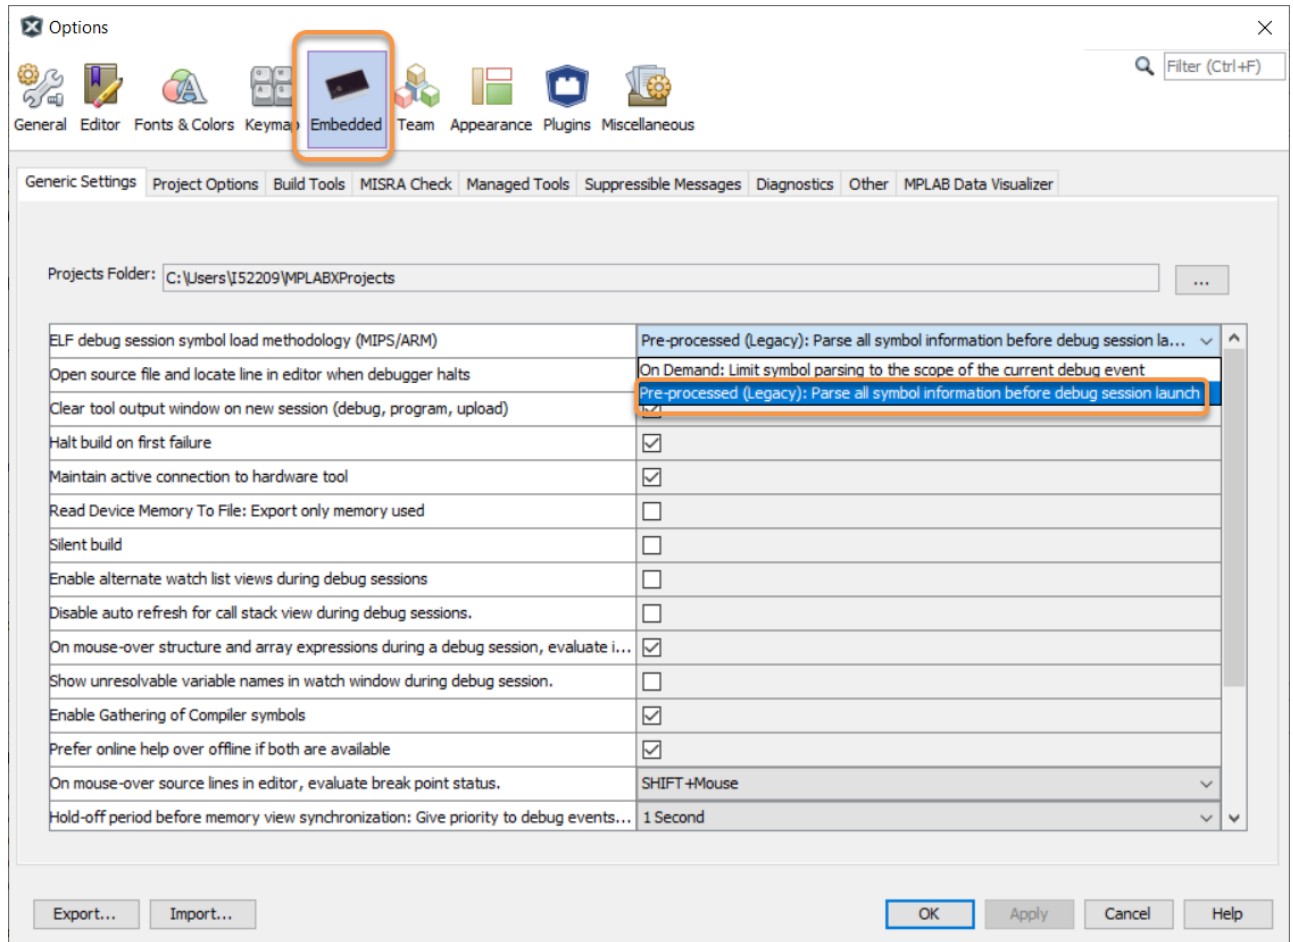 Options
Filter (Ctrl+F)
General Editor Fonts & Colors Keymap Embedded Team Appearance Plugins Miscellaneous
Generic Settings Project Options Build Tools MISRA Check Managed Tools Suppressible Messages Diagnostics Other MPLAB Data Visualizer
Projects Folder: C:\Users\I52209\MPLABXProjects ...
ELF debug session symbol load methodology (MIPS/ARM) Pre-processed (Legacy): Parse all symbol information before debug session la...
On Demand: Limit symbol parsing to the scope of the current debug event
Open source file and locate line in editor when debugger halts
Pre-processed (Legacy): Parse all symbol information before debug session launch
Clear tool output window on new session (debug, program, upload)
Halt build on first failure
Maintain active connection to hardware tool
Read Device Memory To File: Export only memory used
Silent build
Enable alternate watch list views during debug sessions
Disable auto refresh for call stack view during debug sessions.
On mouse-over structure and array expressions during a debug session, evaluate i...
Show unresolvable variable names in watch window during debug session.
Enable Gathering of Compiler symbols
Prefer online help over offline if both are available
On mouse-over source lines in editor, evaluate break point status. SHIFT+Mouse
Hold-off period before memory view synchronization: Give priority to debug events... 1 Second
Export... Import... OK Apply Cancel Help